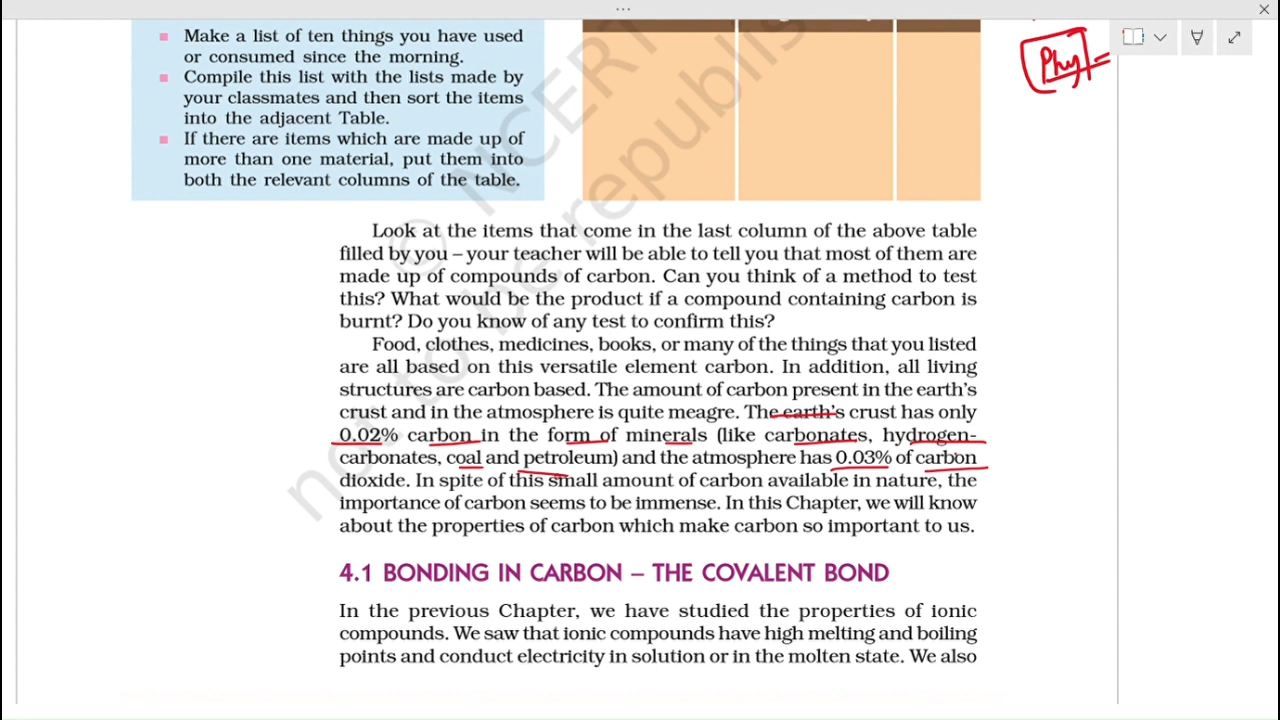 Make a list of ten things you have used
or consumed since the morning.
Compile this list with the lists made by
your classmates and then sort the items
into the adjacent Table.
If there are items which are made up of
more than one material, put them into
both the relevant columns of the table.
Phy
© NCERT
not to be republis
Look at the items that come in the last column of the above table
filled by you – your teacher will be able to tell you that most of them are
made up of compounds of carbon. Can you think of a method to test
this? What would be the product if a compound containing carbon is
burnt? Do you know of any test to confirm this?
Food, clothes, medicines, books, or many of the things that you listed
are all based on this versatile element carbon. In addition, all living
structures are carbon based. The amount of carbon present in the earth's
crust and in the atmosphere is quite meagre. The earth's crust has only
0.02% carbon in the form of minerals (like carbonates, hydrogen-
carbonates, coal and petroleum) and the atmosphere has 0.03% of carbon
dioxide. In spite of this small amount of carbon available in nature, the
importance of carbon seems to be immense. In this Chapter, we will know
about the properties of carbon which make carbon so important to us.
4.1 BONDING IN CARBON – THE COVALENT BOND
In the previous Chapter, we have studied the properties of ionic
compounds. We saw that ionic compounds have high melting and boiling
points and conduct electricity in solution or in the molten state. We also